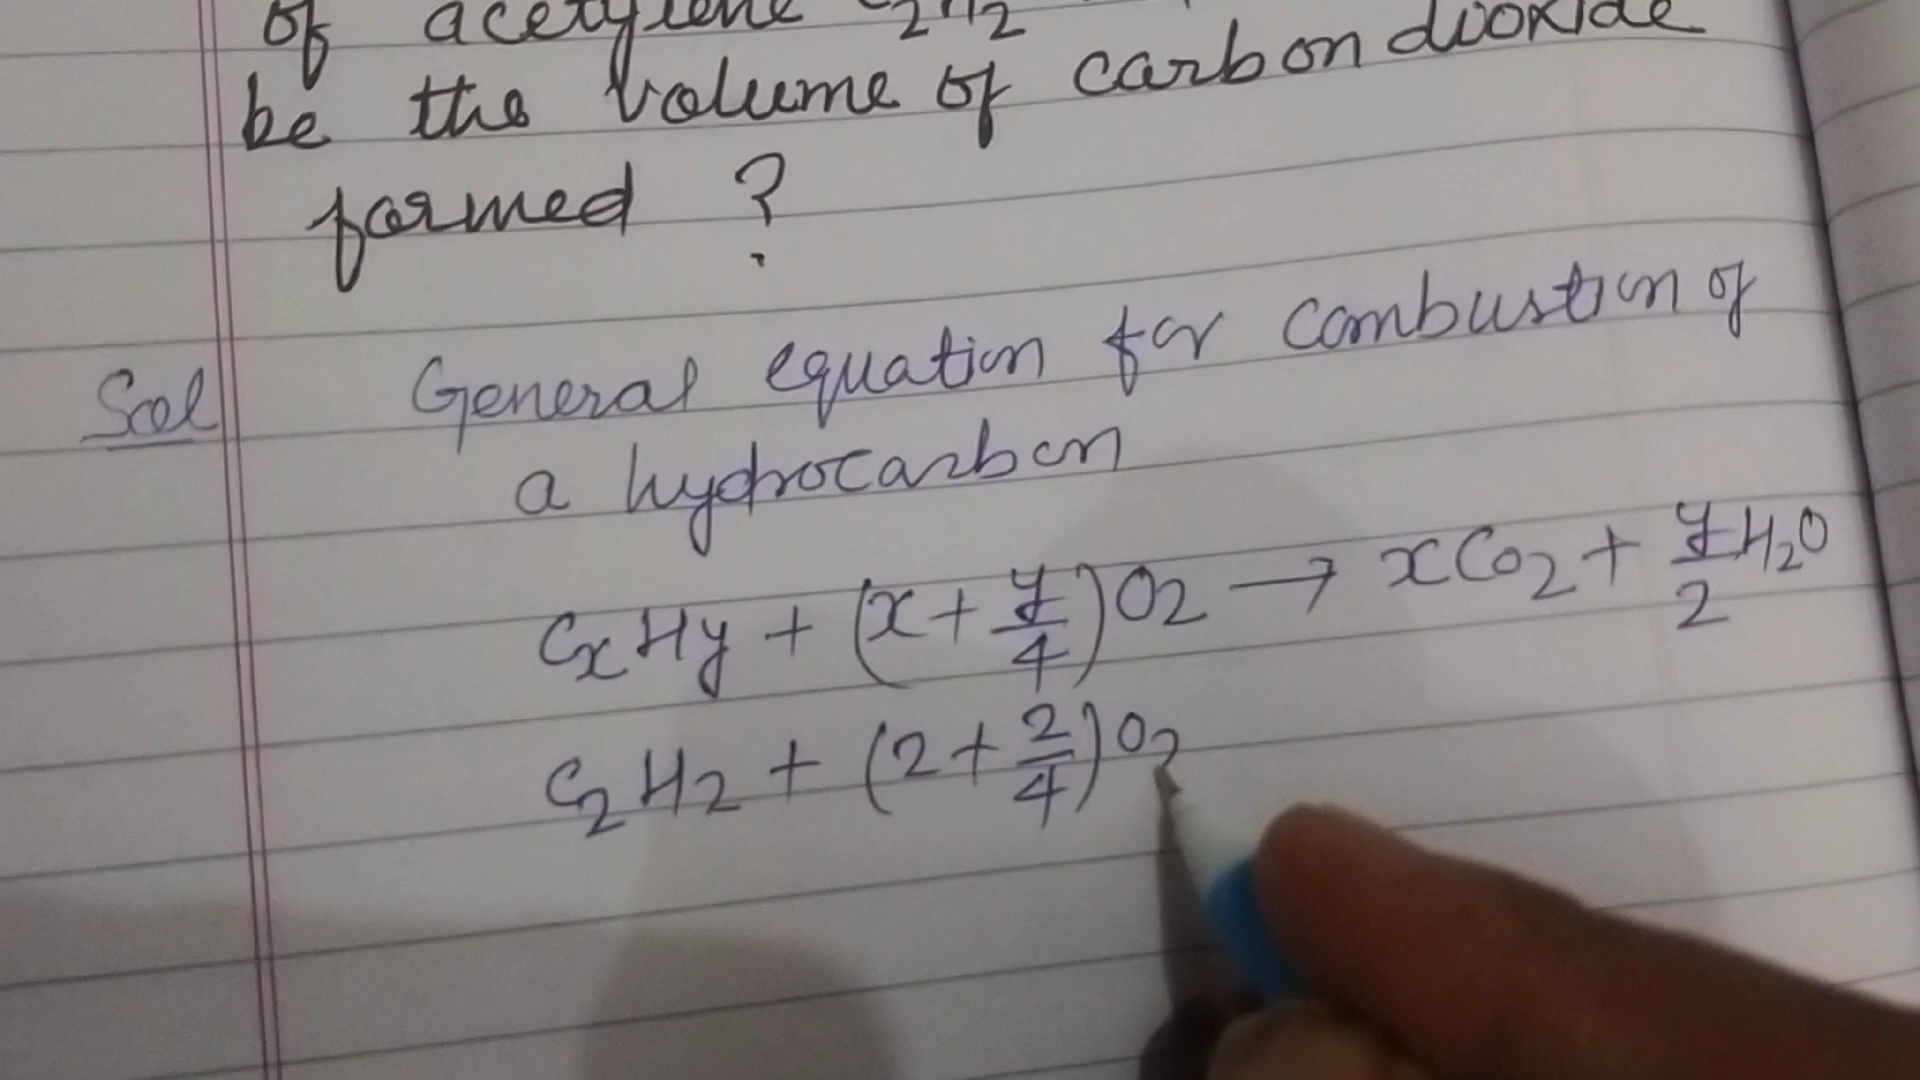 of acetylene C2H2
be the volume of carbon dioxide
formed ?
Sol General equation for combustion of
a hydrocarbon
CxHy + (x + y/4) O2 → xCO2 + y/2 H2O
C2H2 + (2 + 2/4) O2